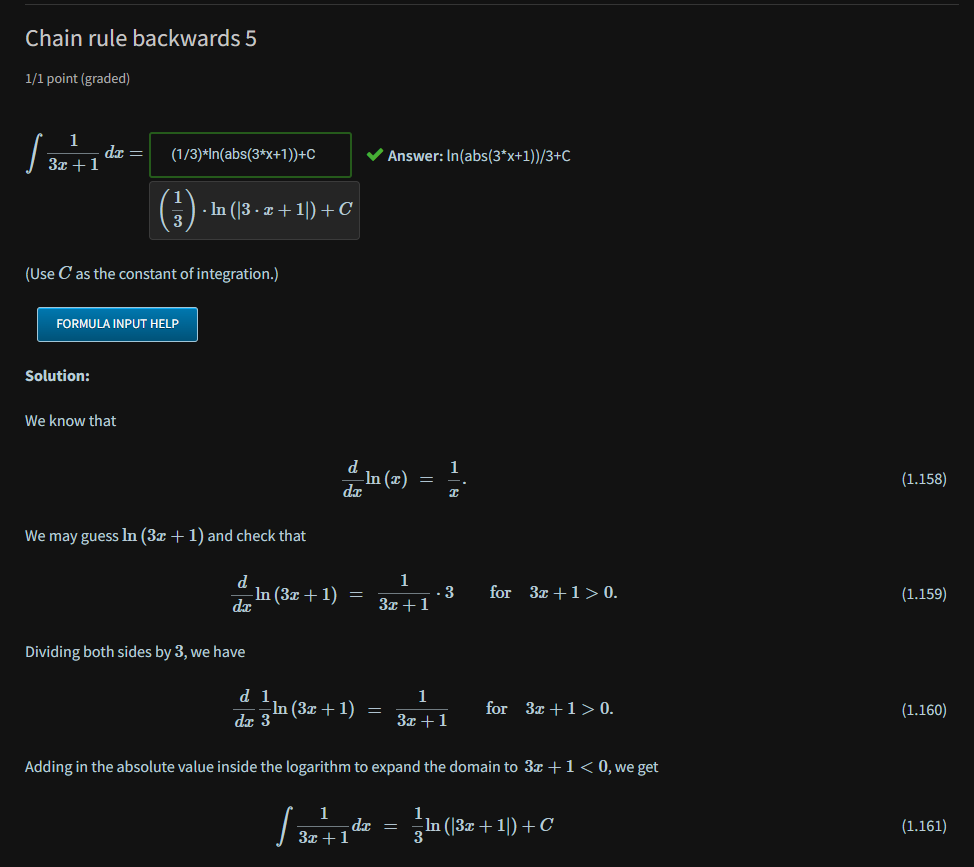 Chain rule backwards 5
1/1 point (graded)
∫ 1/(3x + 1) dx = (1/3)*ln(abs(3*x+1))+C ✔ Answer: ln(abs(3*x+1))/3+C
(1/3) · ln (|3 · x + 1|) + C
(Use C as the constant of integration.)
FORMULA INPUT HELP
Solution:
We know that
d/dx ln (x) = 1/x. (1.158)
We may guess ln (3x + 1) and check that
d/dx ln (3x + 1) = 1/(3x + 1) · 3 for 3x + 1 > 0. (1.159)
Dividing both sides by 3, we have
d/dx 1/3 ln (3x + 1) = 1/(3x + 1) for 3x + 1 > 0. (1.160)
Adding in the absolute value inside the logarithm to expand the domain to 3x + 1 < 0, we get
∫ 1/(3x + 1) dx = 1/3 ln (|3x + 1|) + C (1.161)